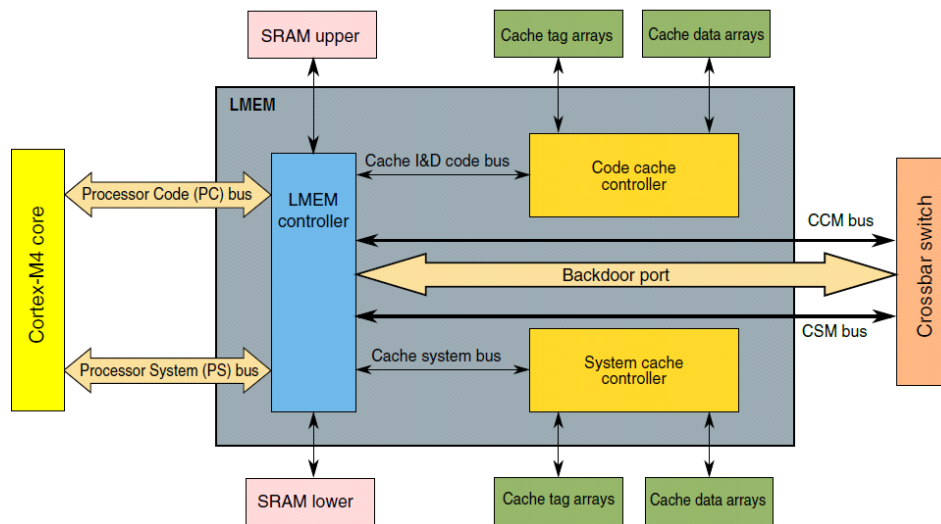 SRAM upper
Cache tag arrays
Cache data arrays
LMEM
Cache I&D code bus
Code cache
controller
Processor Code (PC) bus
LMEM
controller
CCM bus
Backdoor port
Cortex-M4 core
Crossbar switch
CSM bus
Cache system bus
System cache
controller
Processor System (PS) bus
SRAM lower
Cache tag arrays
Cache data arrays